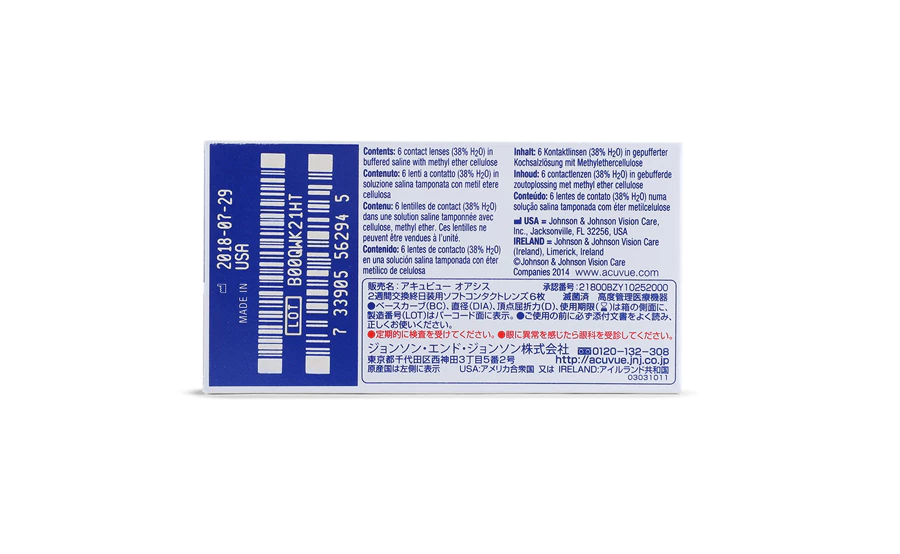 2018-07-29
MADE IN USA
LOT B00QWK21HT
7 33905 56294 5
Contents: 6 contact lenses (38% H₂O) in
buffered saline with methyl ether cellulose
Contenuto: 6 lenti a contatto (38% H₂O) in
soluzione salina tamponata con metil etere
cellulosa
Contenu: 6 lentilles de contact (38% H₂O)
dans une solution saline tamponnée avec
cellulose, methyl ether. Ces lentilles ne
peuvent être vendues à l'unité.
Contenido: 6 lentes de contacto (38% H₂O)
en una solución salina tamponada con éter
metílico de celulosa
Inhalt: 6 Kontaktlinsen (38% H₂O) in gepufferter
Kochsalzlösung mit Methylethercellulose
Inhoud: 6 contactlenzen (38% H₂O) in gebufferde
zoutoplossing met methyl ether cellulose
Conteúdo: 6 lentes de contato (38% H₂O) numa
solução salina tamponada com éter metilcelulose
USA = Johnson & Johnson Vision Care,
Inc., Jacksonville, FL 32256, USA
IRELAND = Johnson & Johnson Vision Care
(Ireland), Limerick, Ireland
©Johnson & Johnson Vision Care
Companies 2014 www.acuvue.com
販売名：アキュビュー オアシス 承認番号：21800BZY10252000
2週間交換終日装用ソフトコンタクトレンズ6枚 滅菌済 高度管理医療機器
●ベースカーブ(BC)、直径(DIA)、頂点屈折力(D)、使用期限(⌛)は箱の側面に、
製造番号(LOT)はバーコード面に表示。●ご使用の前に必ず添付文書をよく読み、
正しくお使いください。
●定期的に検査を受けてください。●眼に異常を感じたら眼科を受診してください。
ジョンソン・エンド・ジョンソン株式会社 0120-132-308
東京都千代田区西神田3丁目5番2号 http://acuvue.jnj.co.jp
原産国は左側に表示 USA:アメリカ合衆国 又は IRELAND:アイルランド共和国
03031011